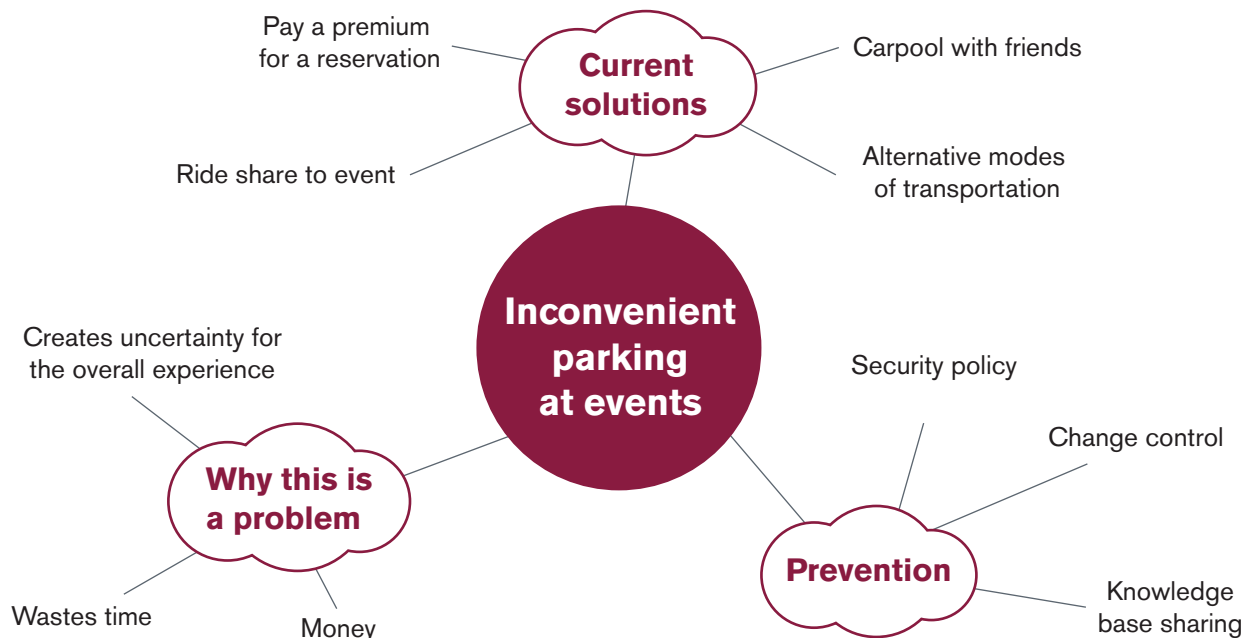 Pay a premium
for a reservation
Current
solutions
Carpool with friends
Ride share to event
Alternative modes
of transportation
Inconvenient
parking
at events
Creates uncertainty for
the overall experience
Why this is
a problem
Wastes time
Money
Security policy
Change control
Prevention
Knowledge
base sharing